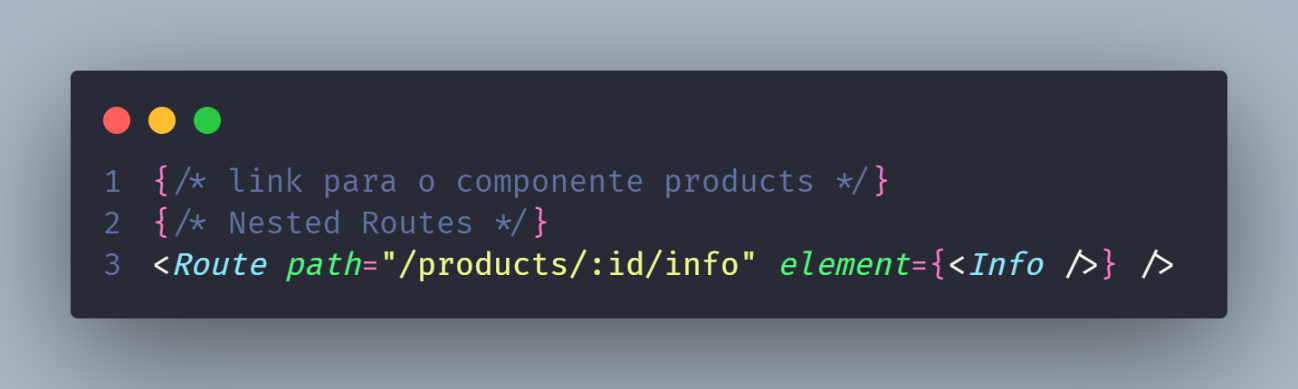 1 {/* link para o componente products */}
2 {/* Nested Routes */}
3 <Route path="/products/:id/info" element={<Info />} />